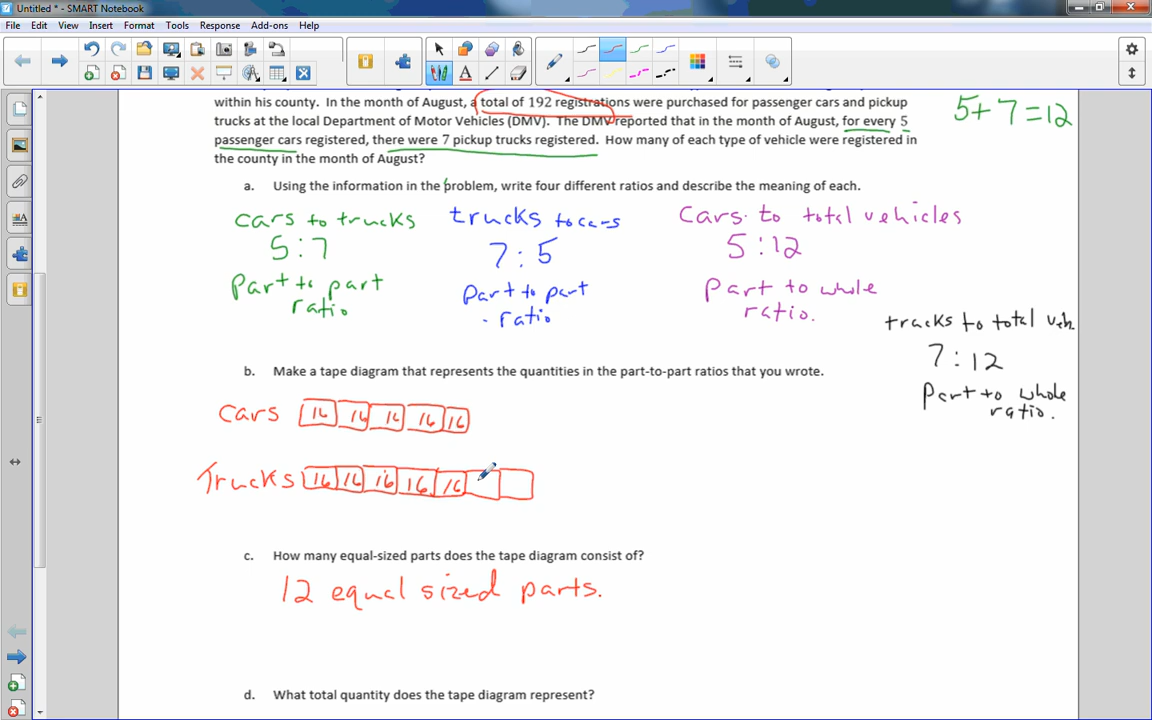 Untitled * - SMART Notebook
File Edit View Insert Format Tools Response Add-ons Help
within his county. In the month of August, a total of 192 registrations were purchased for passenger cars and pickup
trucks at the local Department of Motor Vehicles (DMV). The DMV reported that in the month of August, for every 5
passenger cars registered, there were 7 pickup trucks registered. How many of each type of vehicle were registered in
the county in the month of August?
5+7=12
a. Using the information in the problem, write four different ratios and describe the meaning of each.
cars to trucks
5:7
Part to part
ratio
trucks to cars
7:5
Part to part
ratio
Cars to total vehicles
5:12
Part to whole
ratio.
tracks to total veh.
7:12
Part to whole
ratio.
b. Make a tape diagram that represents the quantities in the part-to-part ratios that you wrote.
Cars 16 16 16 16 16
Trucks 16 16 16 16 16
c. How many equal-sized parts does the tape diagram consist of?
12 equal sized parts.
d. What total quantity does the tape diagram represent?